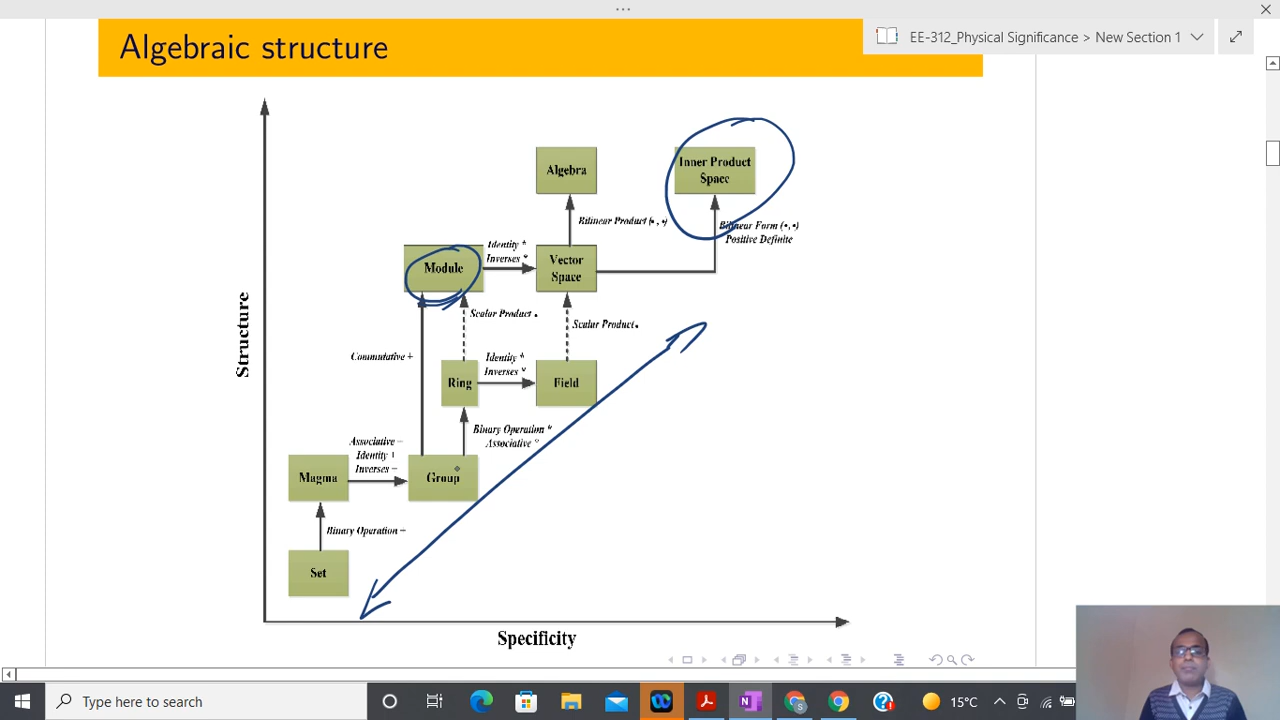 Algebraic structure
EE-312_Physical Significance > New Section 1
Inner Product
Space
Algebra
Bilinear Product (•, •)
Bilinear Form (•,•)
Positive Definite
Module
Identity *
Inverses *
Vector
Space
Scalar Product •
Scalar Product•
Structure
Commutative +
Ring
Identity *
Inverses *
Field
Binary Operation *
Associative *
Associative +
Identity +
Inverses +
Magma
Group
Binary Operation +
Set
Specificity
Type here to search
15°C